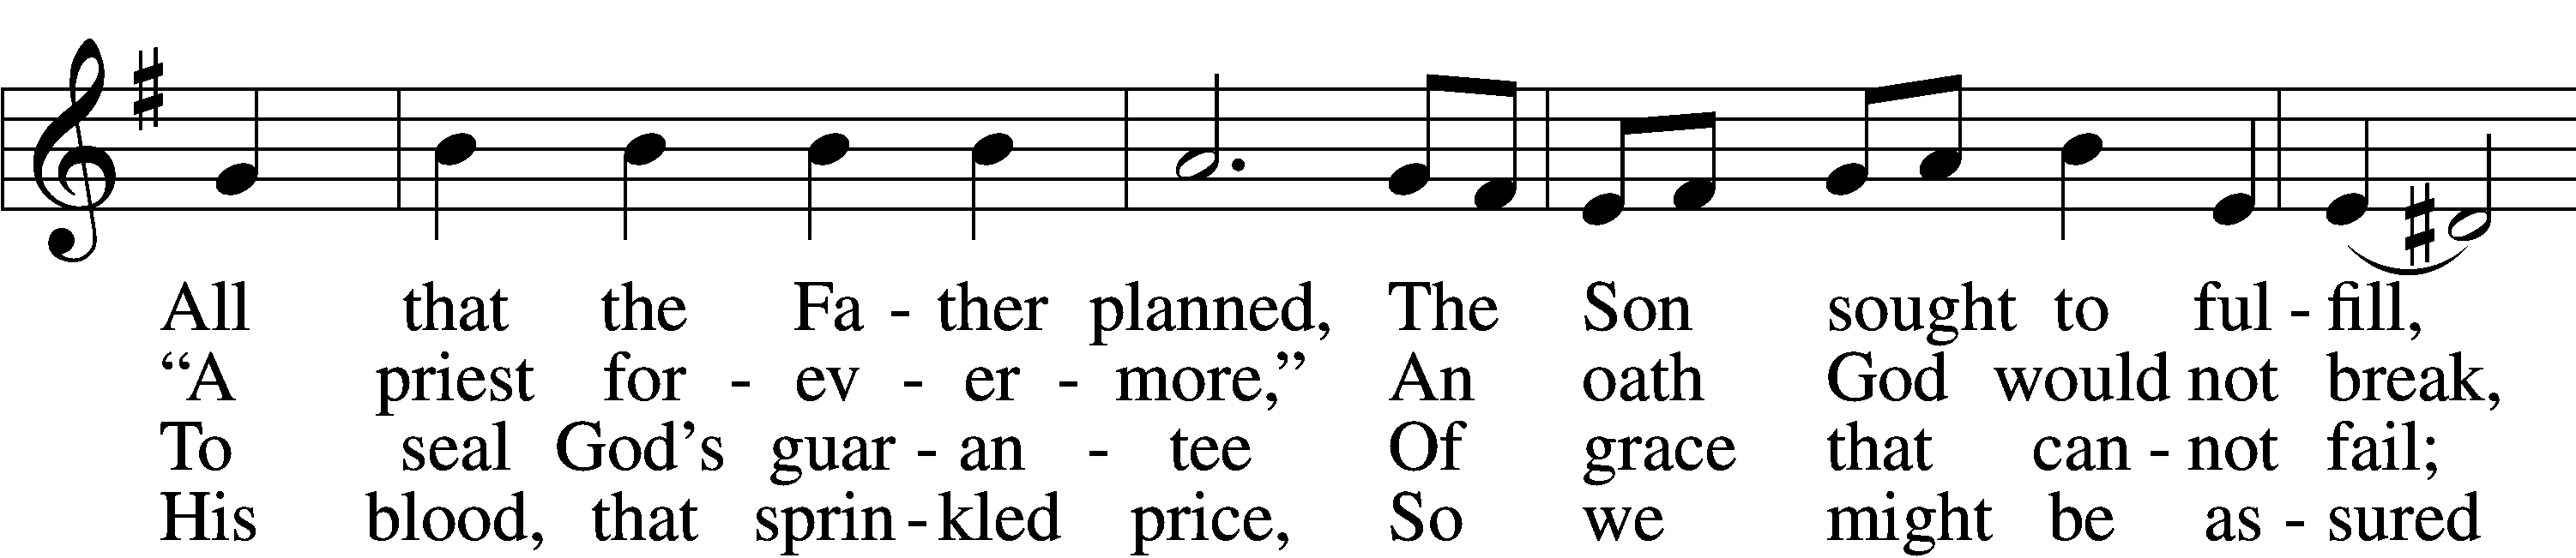 All that the Fa - ther planned, The Son sought to ful - fill,
“A priest for - ev - er - more,” An oath God would not break,
To seal God’s guar - an - tee Of grace that can - not fail;
His blood, that sprin - kled price, So we might be as - sured